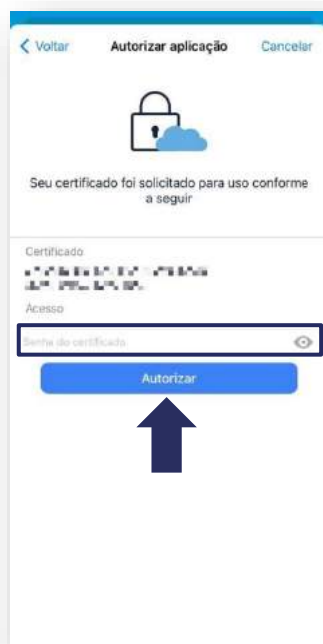 Voltar
Autorizar aplicação
Cancelar
Seu certificado foi solicitado para uso conforme
a seguir
Certificado
Acesso
Senha do certificado
Autorizar